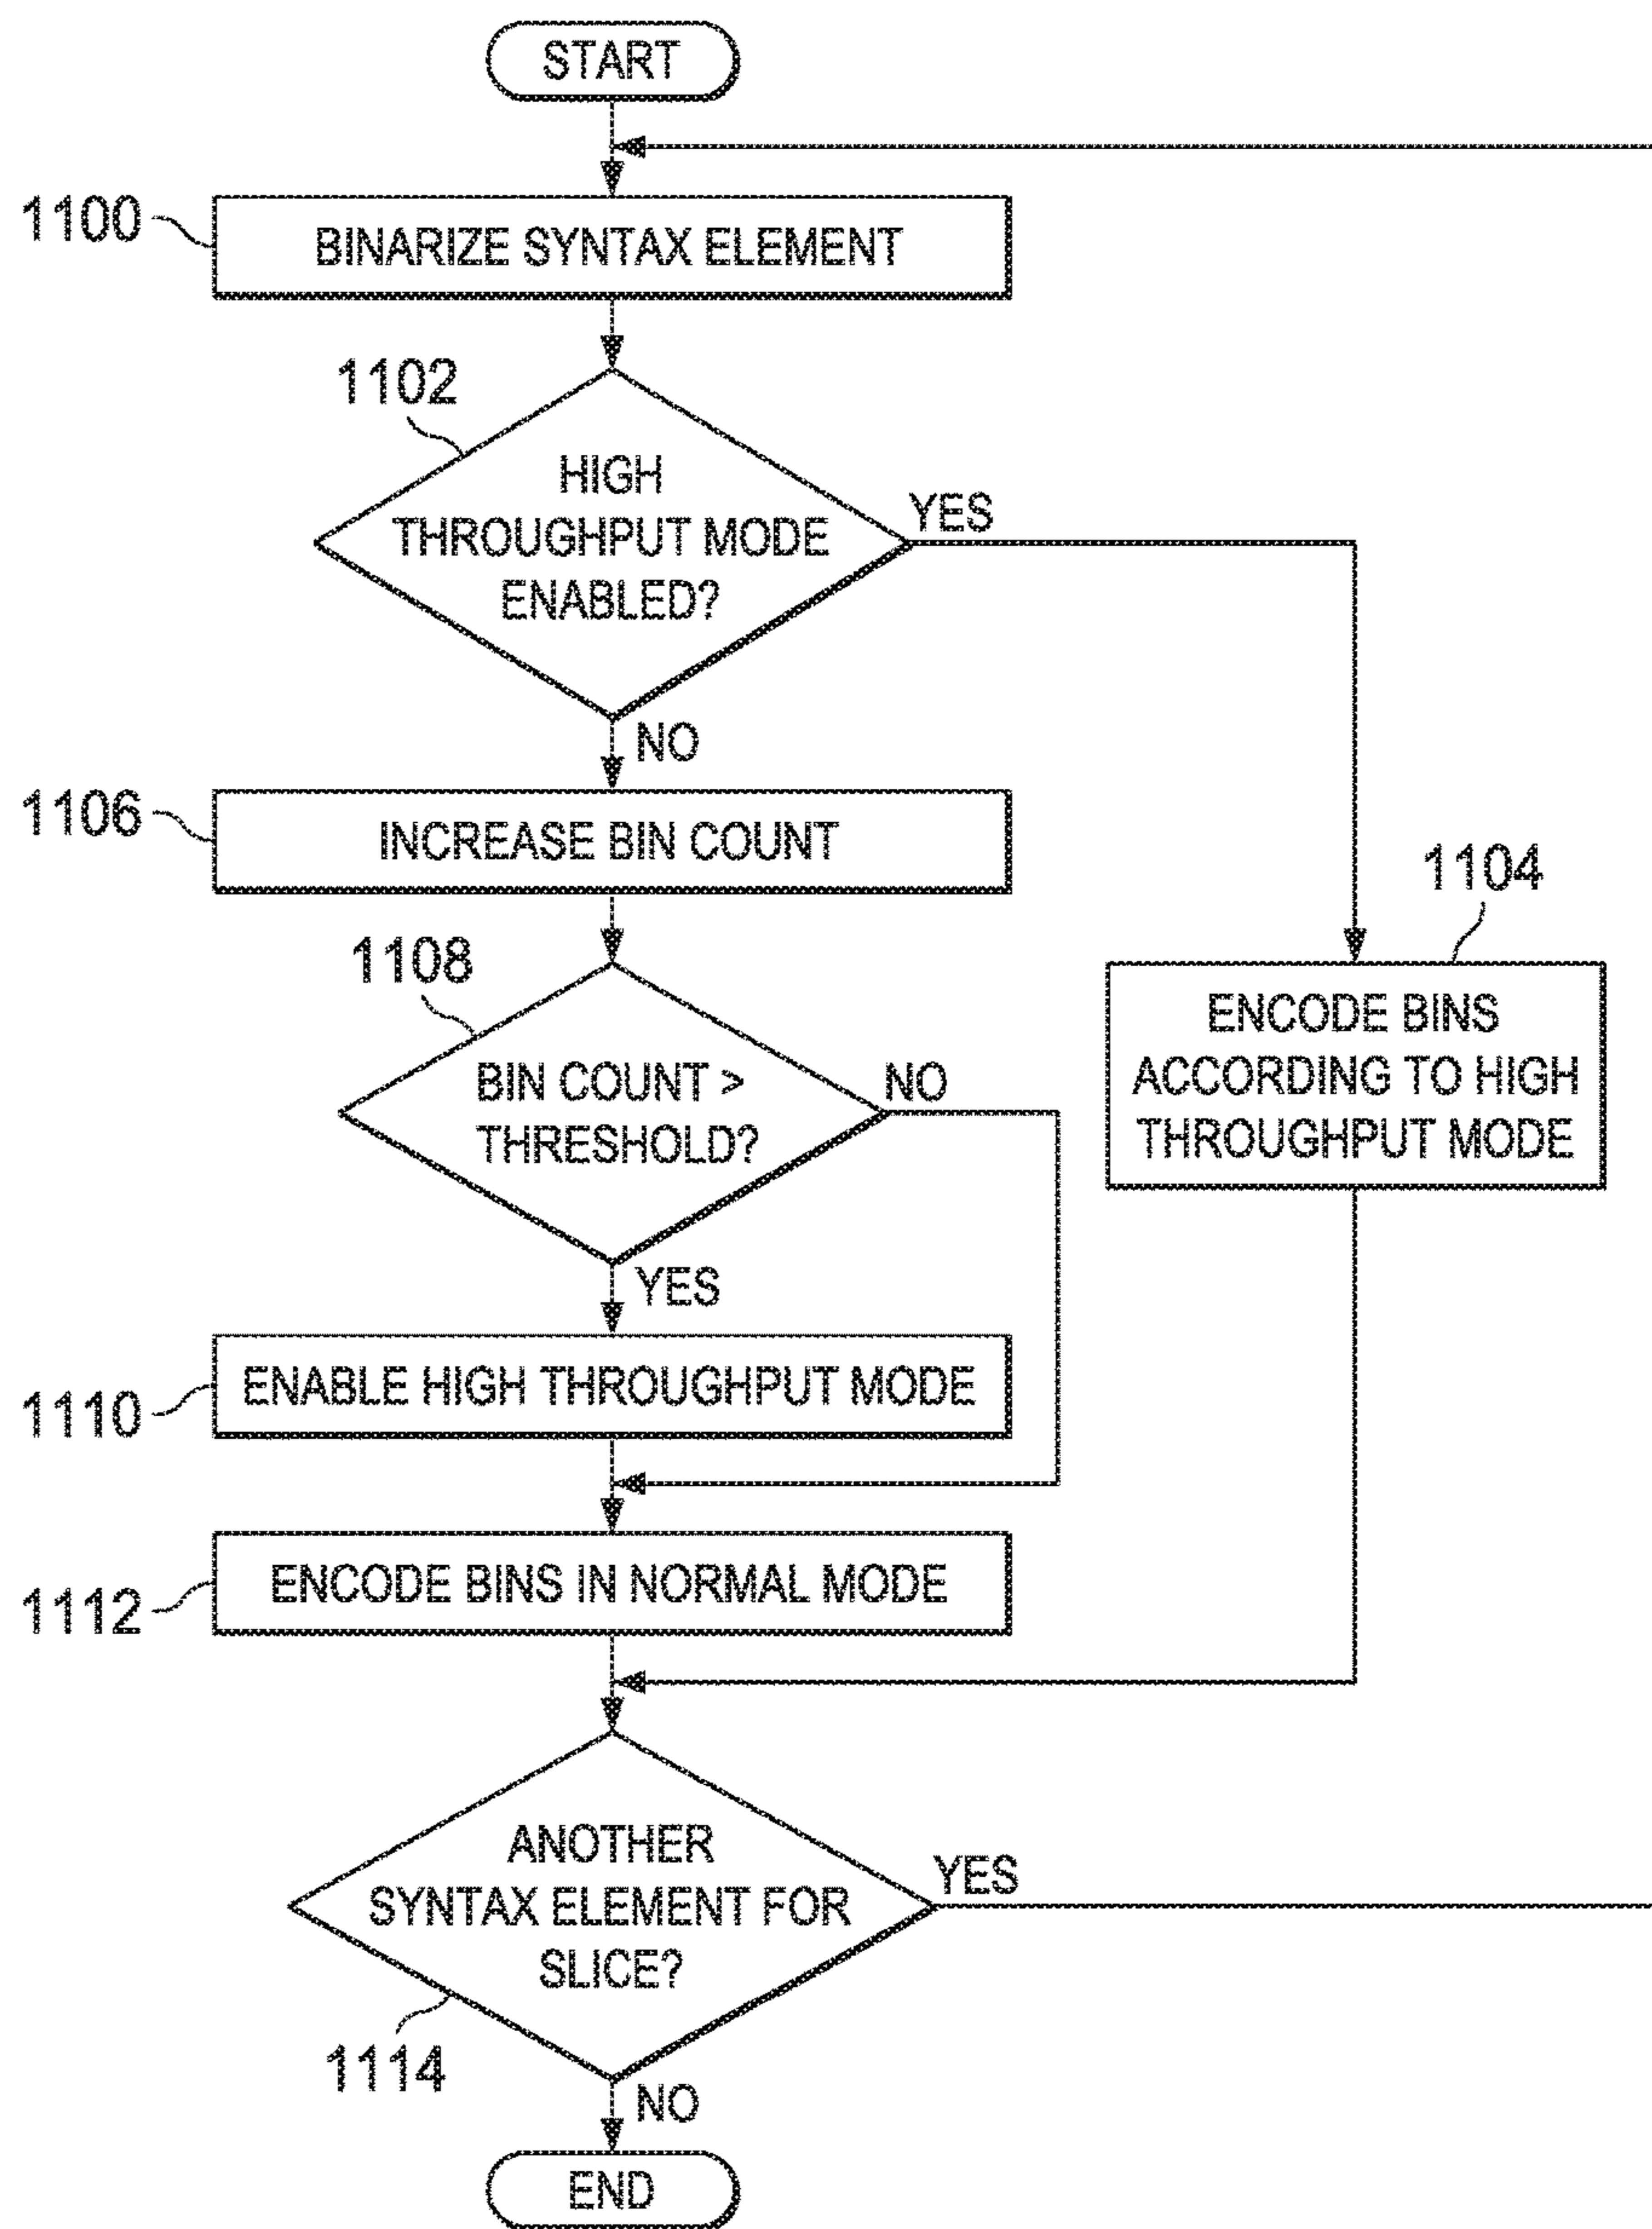 START
1100
BINARIZE SYNTAX ELEMENT
1102
HIGH
THROUGHPUT MODE
ENABLED?
YES
NO
1106
INCREASE BIN COUNT
1104
ENCODE BINS
ACCORDING TO HIGH
THROUGHPUT MODE
1108
BIN COUNT >
THRESHOLD?
NO
YES
1110
ENABLE HIGH THROUGHPUT MODE
1112
ENCODE BINS IN NORMAL MODE
ANOTHER
SYNTAX ELEMENT FOR
SLICE?
YES
1114
NO
END